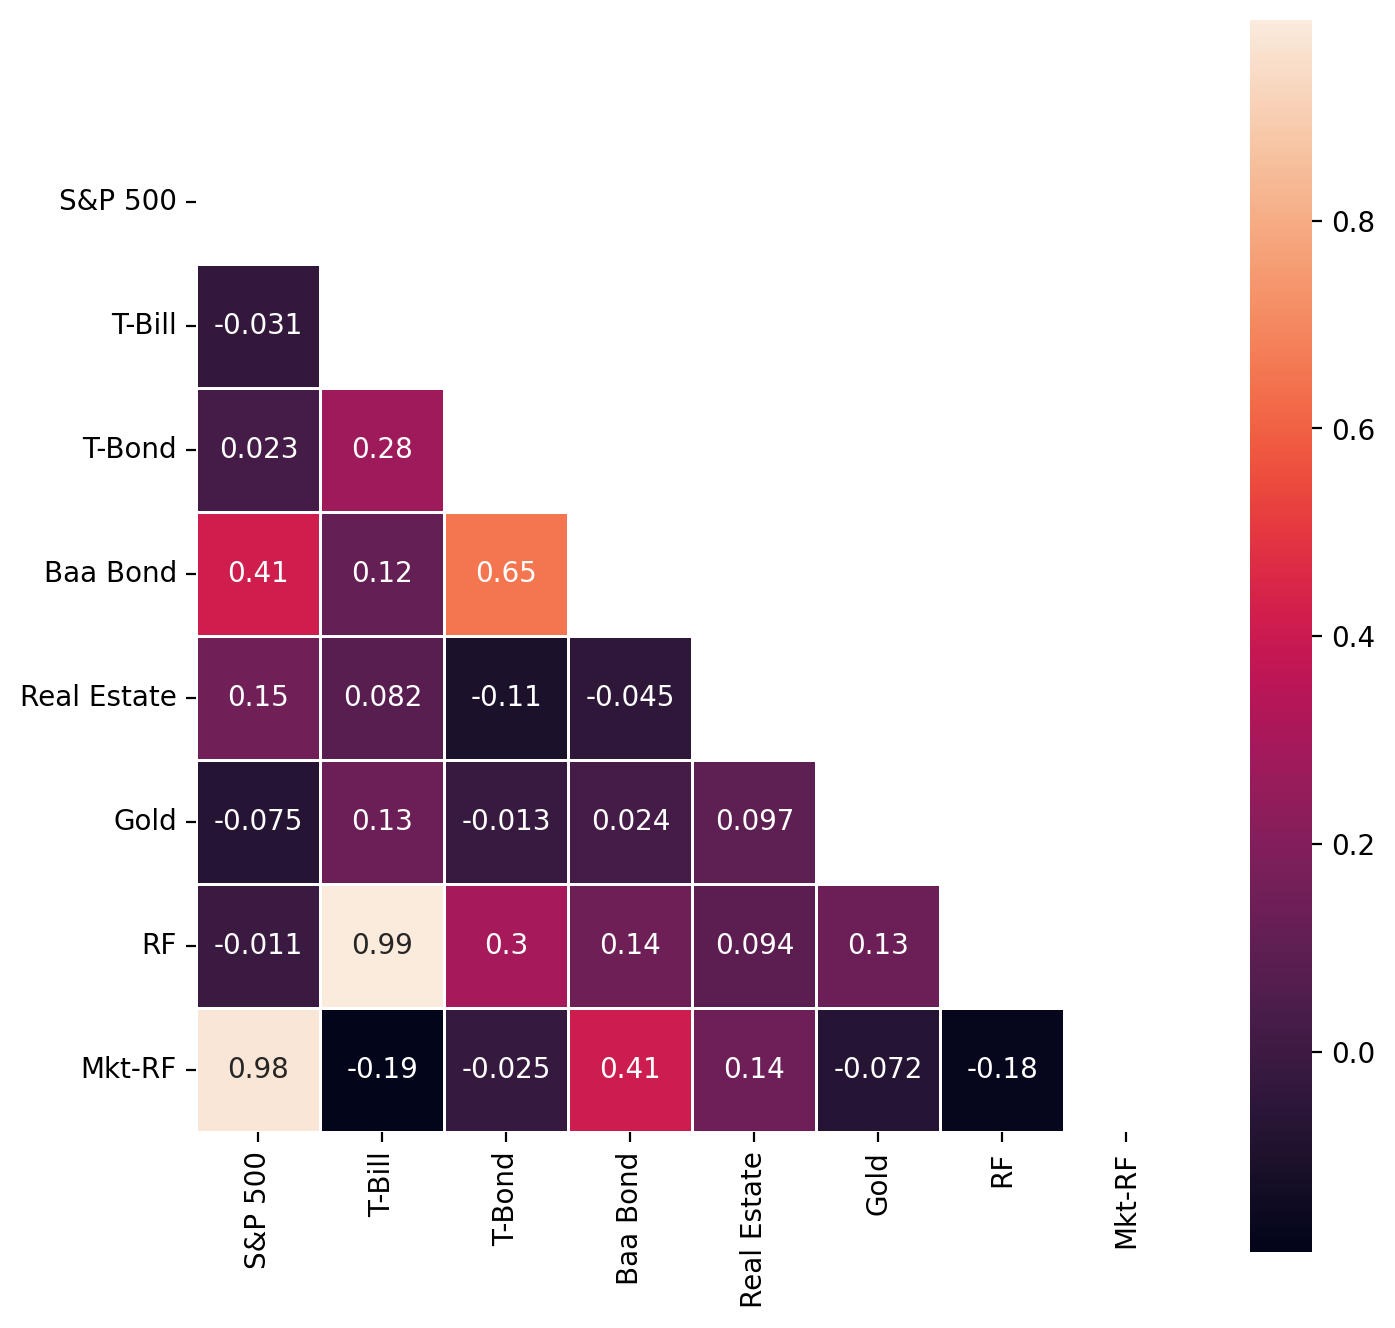 0.8
S&P 500
T-Bill -0.031
0.6
T-Bond 0.023 0.28
Baa Bond 0.41 0.12 0.65
0.4
Real Estate 0.15 0.082 -0.11 -0.045
Gold -0.075 0.13 -0.013 0.024 0.097
0.2
RF -0.011 0.99 0.3 0.14 0.094 0.13
0.0
Mkt-RF 0.98 -0.19 -0.025 0.41 0.14 -0.072 -0.18
S&P 500
T-Bill
T-Bond
Baa Bond
Real Estate
Gold
RF
Mkt-RF